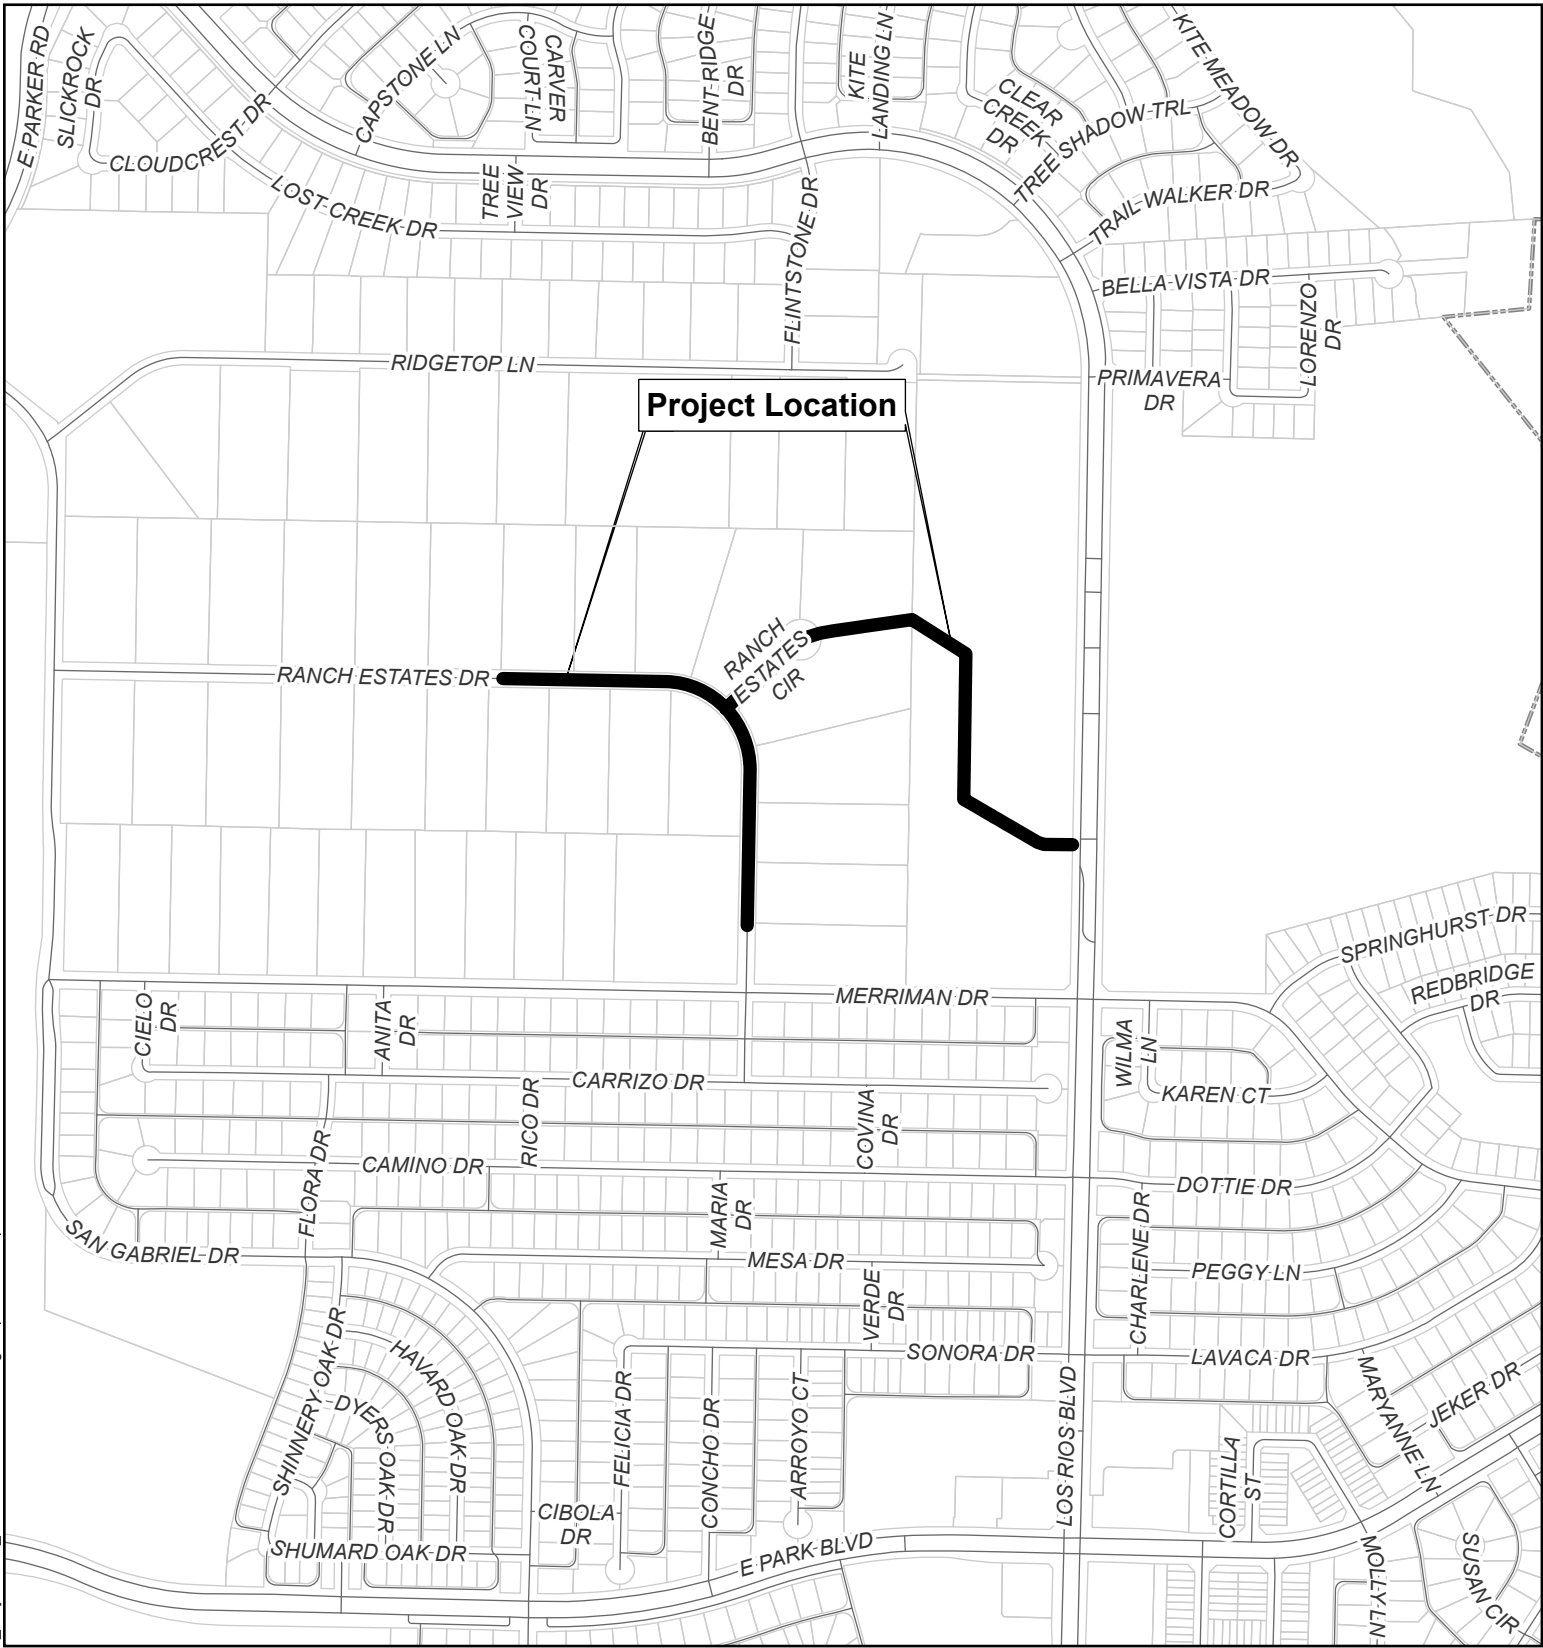 E PARKER RD
SLICKROCK
DR
CLOUDCREST DR
CAPSTONE LN
CARVER
COURT LN
BENT RIDGE
DR
KITE
LANDING LN
CLEAR
CREEK
DR
TREE SHADOW TRL
KITE MEADOW DR
LOST CREEK DR
TREE
VIEW
DR
FLINTSTONE DR
TRAIL WALKER DR
BELLA VISTA DR
LORENZO
DR
RIDGETOP LN
PRIMAVERA
DR
Project Location
RANCH
ESTATES
CIR
RANCH ESTATES DR
SPRINGHURST DR
REDBRIDGE
DR
MERRIMAN DR
CIELO
DR
ANITA
DR
WILMA
LN
CARRIZO DR
KAREN CT
RICO DR
COVINA
DR
FLORA DR
CAMINO DR
MARIA
DR
DOTTIE DR
SAN GABRIEL DR
CHARLENE DR
MESA DR
PEGGY LN
VERDE
DR
SONORA DR
LAVACA DR
SHINNERY OAK DR
HAVARD OAK DR
DYERS OAK DR
FELICIA DR
CONCHO DR
ARROYO CT
LOS RIOS BLVD
MARYANNE LN
JEKER DR
CORTILLA
ST
CIBOLA
DR
SHUMARD OAK DR
E PARK BLVD
MOLLY LN
SUSAN CIR